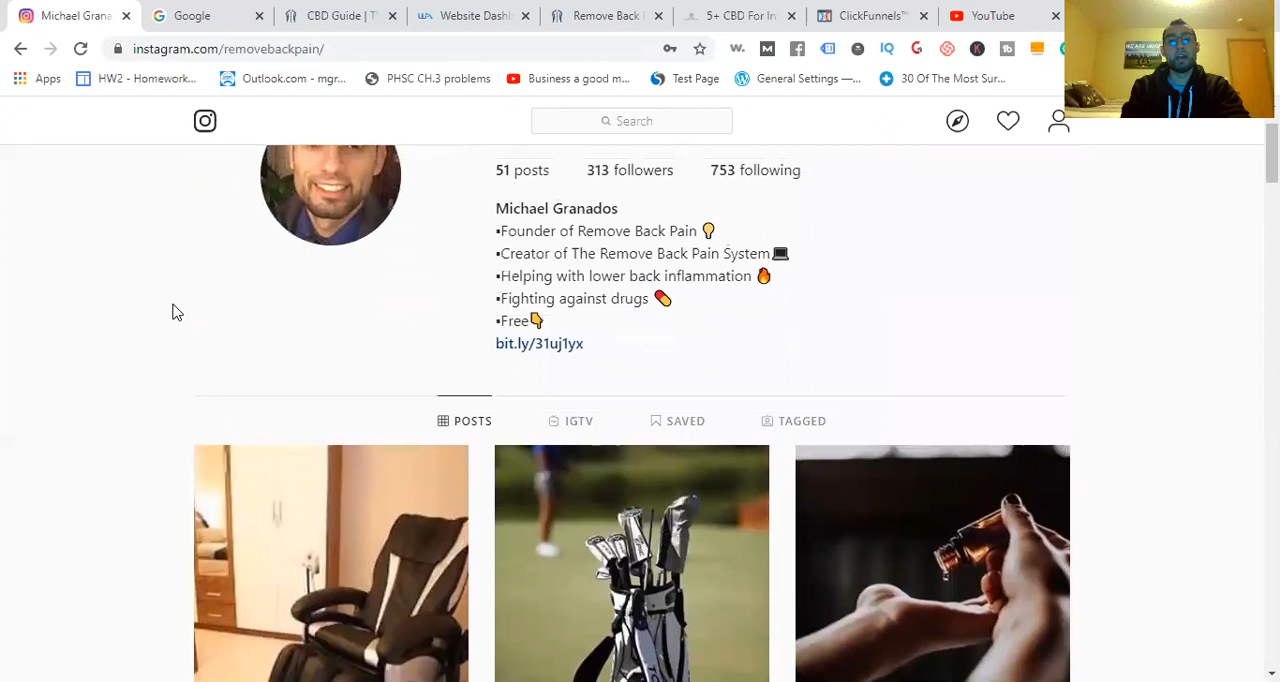 Michael Grana
Google
CBD Guide | T
Website Dash
Remove Back
5+ CBD For In
ClickFunnels™
YouTube
instagram.com/removebackpain/
Apps
HW2 - Homework...
Outlook.com - mgr...
PHSC CH.3 problems
Business a good m...
Test Page
General Settings —...
30 Of The Most Sur...
Search
51 posts 313 followers 753 following
Michael Granados
▪Founder of Remove Back Pain
▪Creator of The Remove Back Pain System
▪Helping with lower back inflammation
▪Fighting against drugs
▪Free
bit.ly/31uj1yx
POSTS
IGTV
SAVED
TAGGED